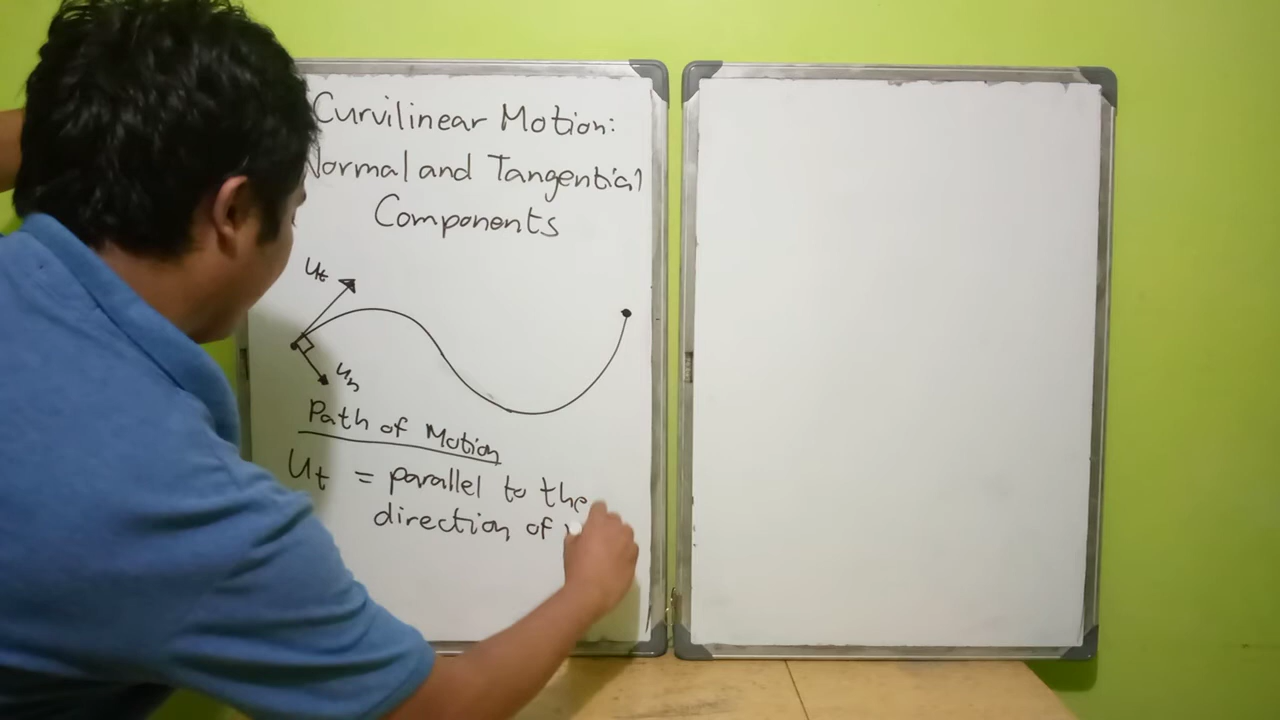 Curvilinear Motion:
Normal and Tangential
Components
ut
un
Path of Motion
Ut = parallel to the
direction of